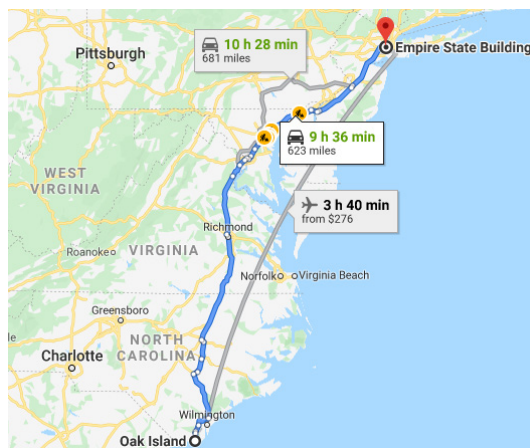 Pittsburgh
10 h 28 min
681 miles
Empire State Building
9 h 36 min
623 miles
WEST
VIRGINIA
3 h 40 min
from $276
Richmond
VIRGINIA
Roanoke
Norfolk
Virginia Beach
Greensboro
NORTH
CAROLINA
Charlotte
Wilmington
Oak Island